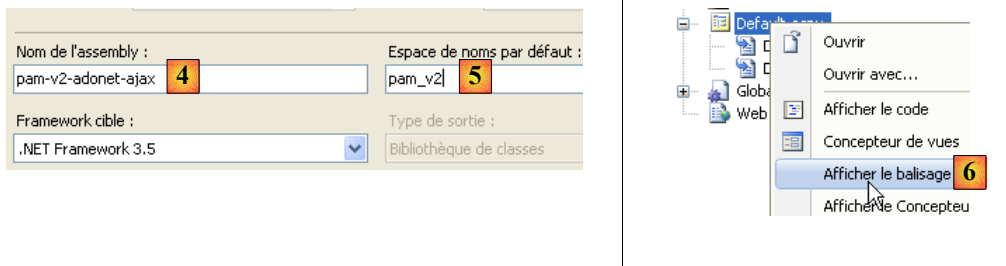 Nom de l'assembly :
Espace de noms par défaut :
pam-v2-adonet-ajax
4
pam_v2
5
Framework cible :
Type de sortie :
.NET Framework 3.5
Bibliothèque de classes
Default.aspx
Ouvrir
Ouvrir avec...
Web
Afficher le code
Concepteur de vues
Afficher le balisage
6